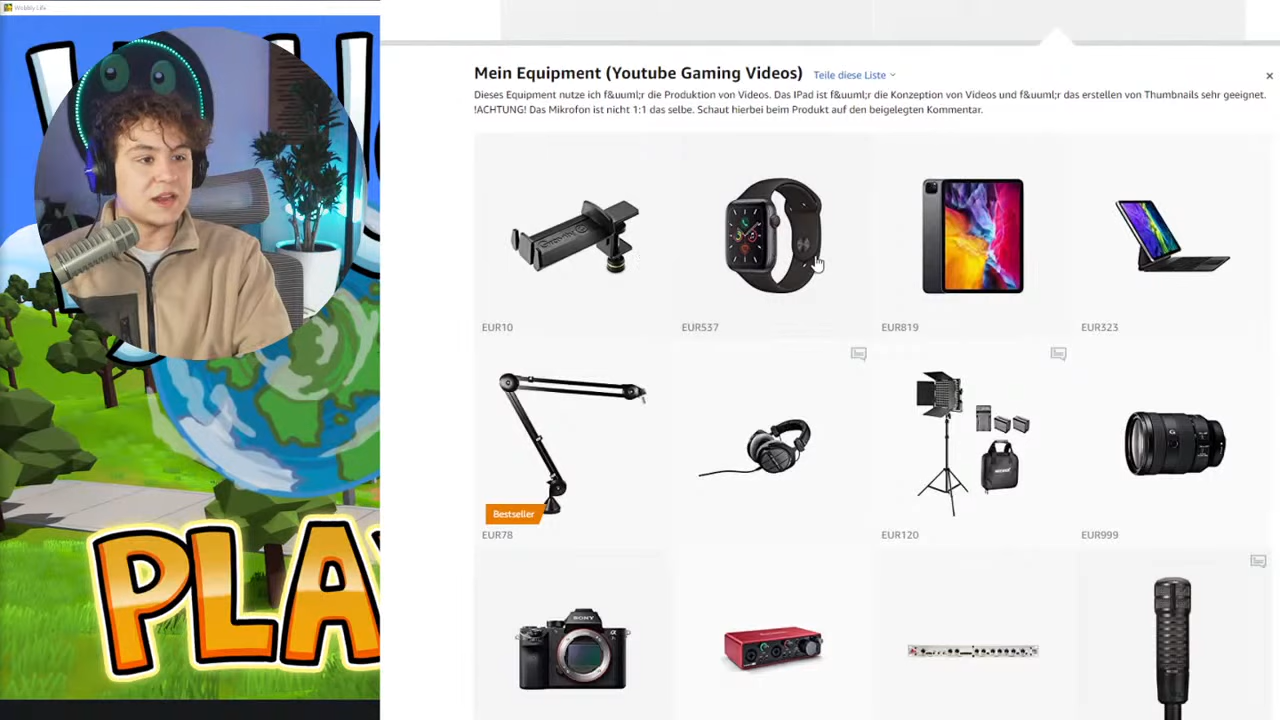 Wobbly Life
Mein Equipment (Youtube Gaming Videos)
Teile diese Liste
Dieses Equipment nutze ich f&uuml;r die Produktion von Videos. Das IPad ist f&uuml;r die Konzeption von Videos und f&uuml;r das erstellen von Thumbnails sehr geeignet.
!ACHTUNG! Das Mikrofon ist nicht 1:1 das selbe. Schaut hierbei beim Produkt auf den beigelegten Kommentar.
EUR10
EUR537
EUR819
EUR323
Bestseller
EUR78
EUR120
EUR999
SONY
PLA